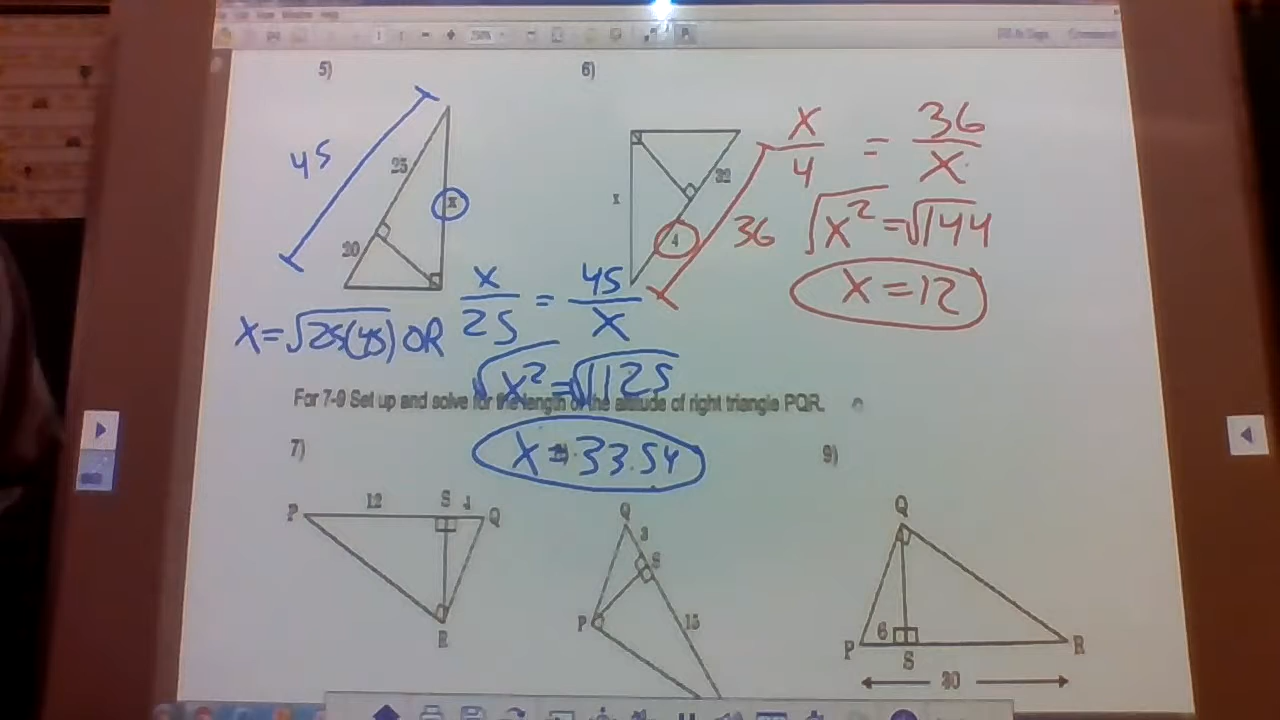 Window Help
5)
6)
45
25
x
20
x
32
4
36
x/4 = 36/x
√x² = √144
x = 12
x = √25(45) OR x/25 = 45/x
√x² = √1125
For 7-9 Set up and solve for the length of the altitude of right triangle PQR.
x = 33.54
7)
9)
P 12 S 4 Q
R
Q 3 S
P 15
Q
P 6 S R
30